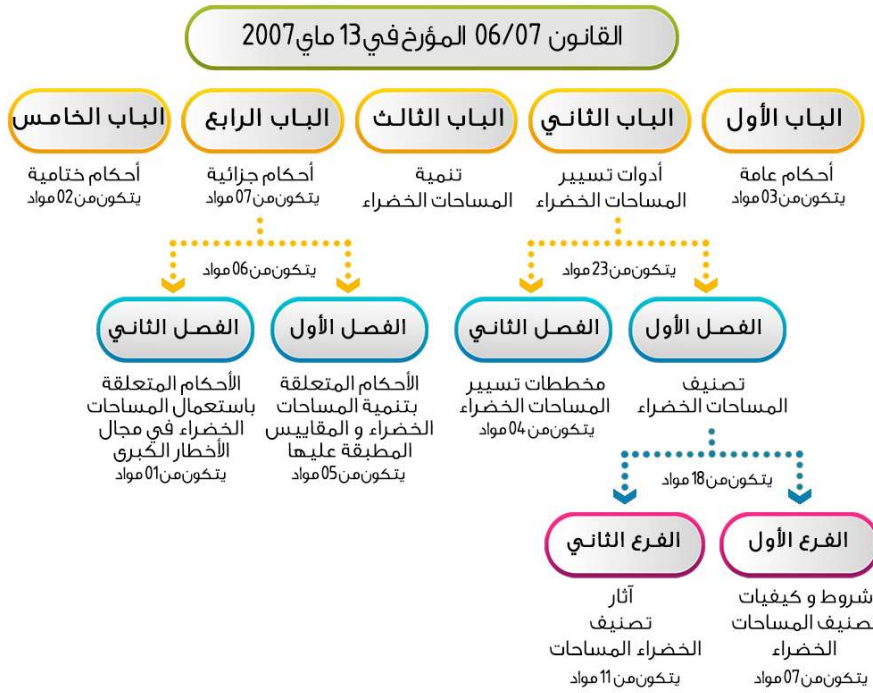 القانون 06/07 المؤرخ في 13 ماي 2007
الباب الأول
أحكام عامة
يتكون من 03 مواد
الباب الثاني
أدوات تسيير
المساحات الخضراء
الباب الثالث
تنمية
المساحات الخضراء
الباب الرابع
أحكام جزائية
يتكون من 07 مواد
الباب الخامس
أحكام ختامية
يتكون من 02 مواد
يتكون من 23 مواد
يتكون من 06 مواد
الفصل الأول
تصنيف
المساحات الخضراء
الفصل الثاني
مخططات تسيير
المساحات الخضراء
يتكون من 04 مواد
الفصل الأول
الأحكام المتعلقة
بتنمية المساحات
الخضراء و المقاييس
المطبقة عليها
يتكون من 05 مواد
الفصل الثاني
الأحكام المتعلقة
باستعمال المساحات
الخضراء في مجال
الأخطار الكبرى
يتكون من 01 مواد
يتكون من 18 مواد
الفرع الأول
شروط و كيفيات
تصنيف المساحات
الخضراء
يتكون من 07 مواد
الفرع الثاني
آثار
تصنيف
الخضراء المساحات
يتكون من 11 مواد